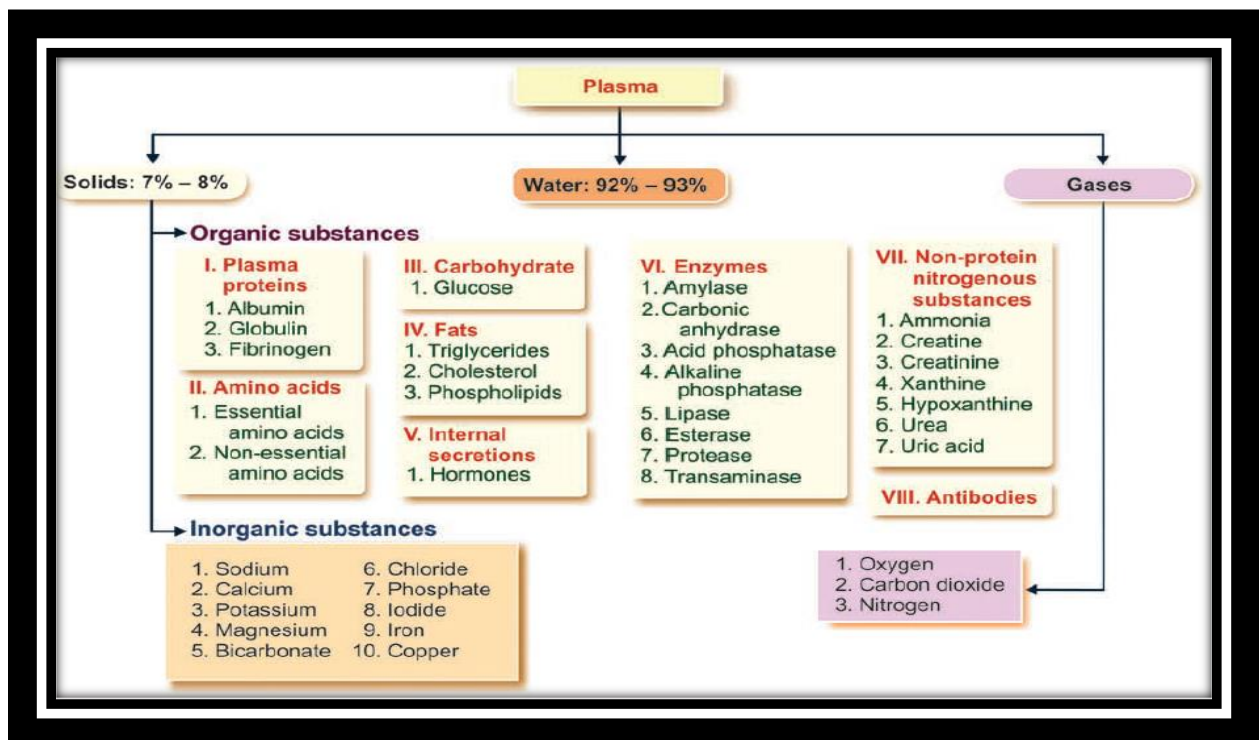 Plasma
Solids: 7% – 8%
Water: 92% – 93%
Gases
Organic substances
I. Plasma
proteins
1. Albumin
2. Globulin
3. Fibrinogen
II. Amino acids
1. Essential
amino acids
2. Non-essential
amino acids
III. Carbohydrate
1. Glucose
IV. Fats
1. Triglycerides
2. Cholesterol
3. Phospholipids
V. Internal
secretions
1. Hormones
VI. Enzymes
1. Amylase
2. Carbonic
anhydrase
3. Acid phosphatase
4. Alkaline
phosphatase
5. Lipase
6. Esterase
7. Protease
8. Transaminase
VII. Non-protein
nitrogenous
substances
1. Ammonia
2. Creatine
3. Creatinine
4. Xanthine
5. Hypoxanthine
6. Urea
7. Uric acid
VIII. Antibodies
Inorganic substances
1. Sodium
2. Calcium
3. Potassium
4. Magnesium
5. Bicarbonate
6. Chloride
7. Phosphate
8. Iodide
9. Iron
10. Copper
1. Oxygen
2. Carbon dioxide
3. Nitrogen